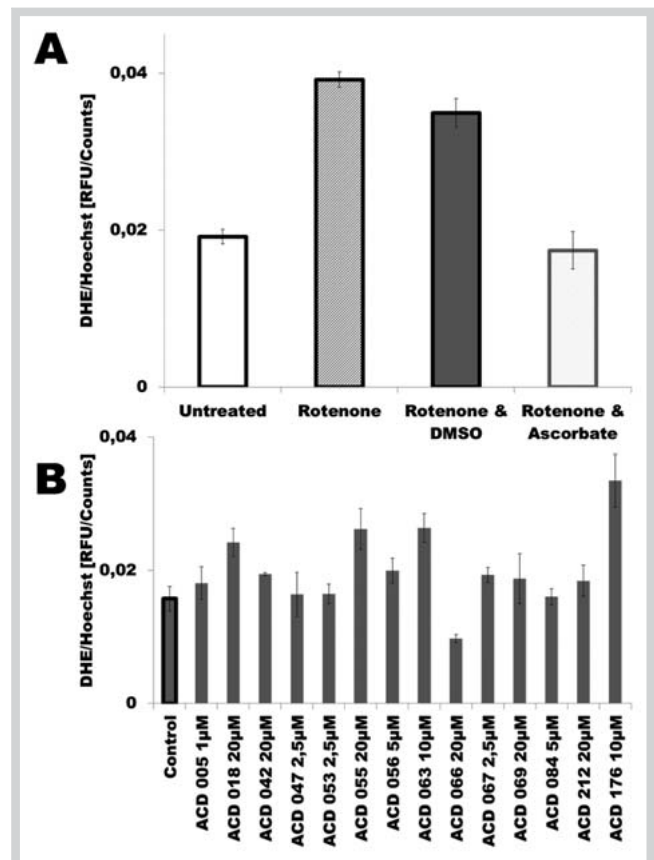 A
DHE/Hoechst [RFU/Counts]
0,04
0,02
0
Untreated
Rotenone
Rotenone &
DMSO
Rotenone &
Ascorbate
B
DHE/Hoechst [RFU/Counts]
0,04
0,02
0
Control
ACD 005 1µM
ACD 018 20µM
ACD 042 20µM
ACD 047 2,5µM
ACD 053 2,5µM
ACD 055 20µM
ACD 056 5µM
ACD 063 10µM
ACD 066 20µM
ACD 067 2,5µM
ACD 069 20µM
ACD 084 5µM
ACD 212 20µM
ACD 176 10µM